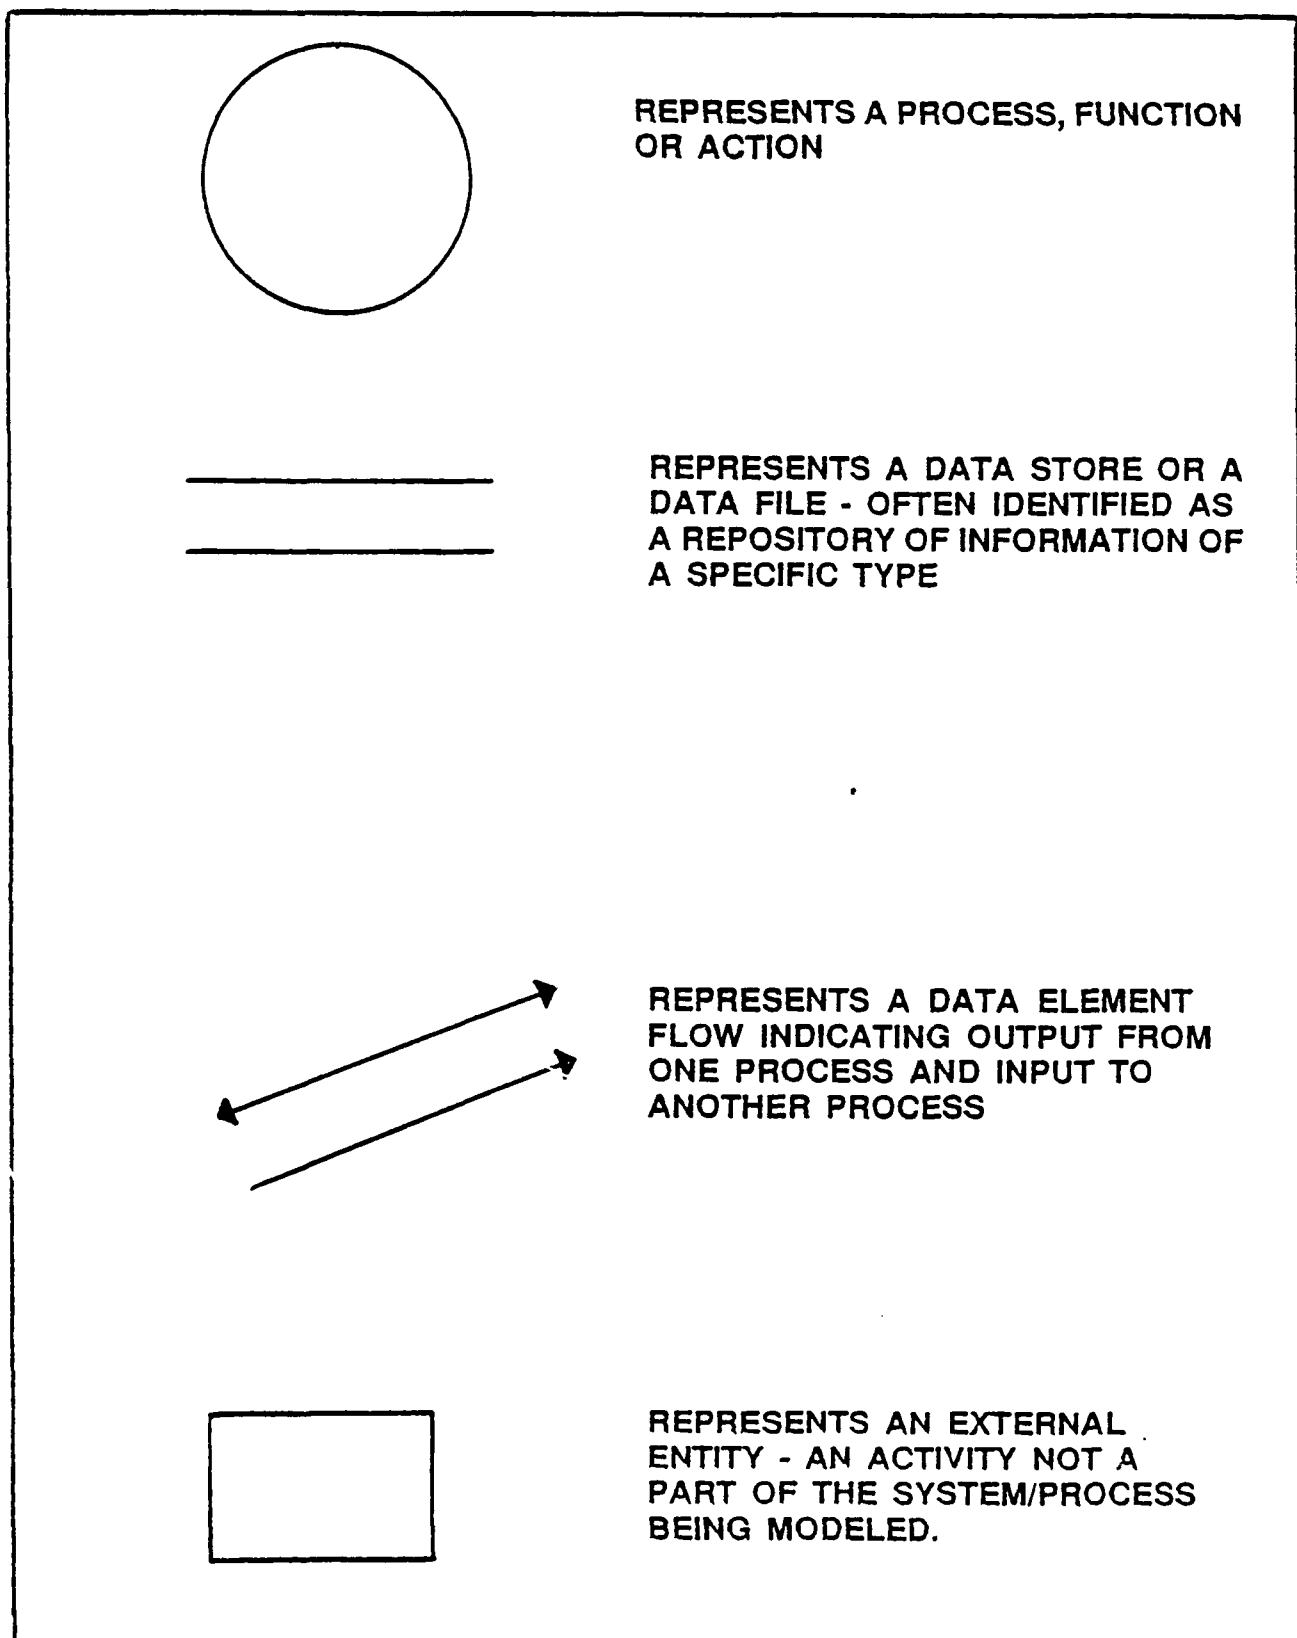 REPRESENTS A PROCESS, FUNCTION
OR ACTION
REPRESENTS A DATA STORE OR A
DATA FILE - OFTEN IDENTIFIED AS
A REPOSITORY OF INFORMATION OF
A SPECIFIC TYPE
REPRESENTS A DATA ELEMENT
FLOW INDICATING OUTPUT FROM
ONE PROCESS AND INPUT TO
ANOTHER PROCESS
REPRESENTS AN EXTERNAL
ENTITY - AN ACTIVITY NOT A
PART OF THE SYSTEM/PROCESS
BEING MODELED.